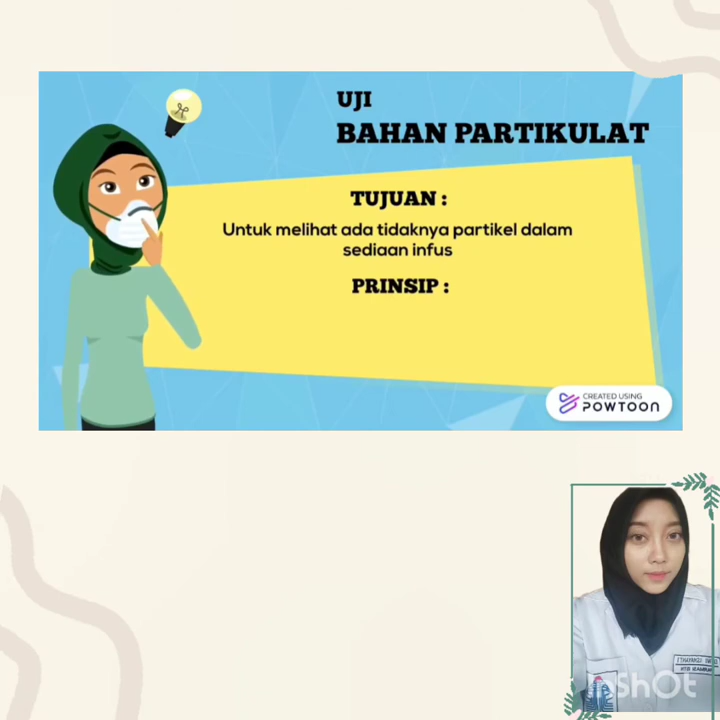 UJI
BAHAN PARTIKULAT
TUJUAN :
Untuk melihat ada tidaknya partikel dalam
sediaan infus
PRINSIP :
CREATED USING
POWTOON
InShOt